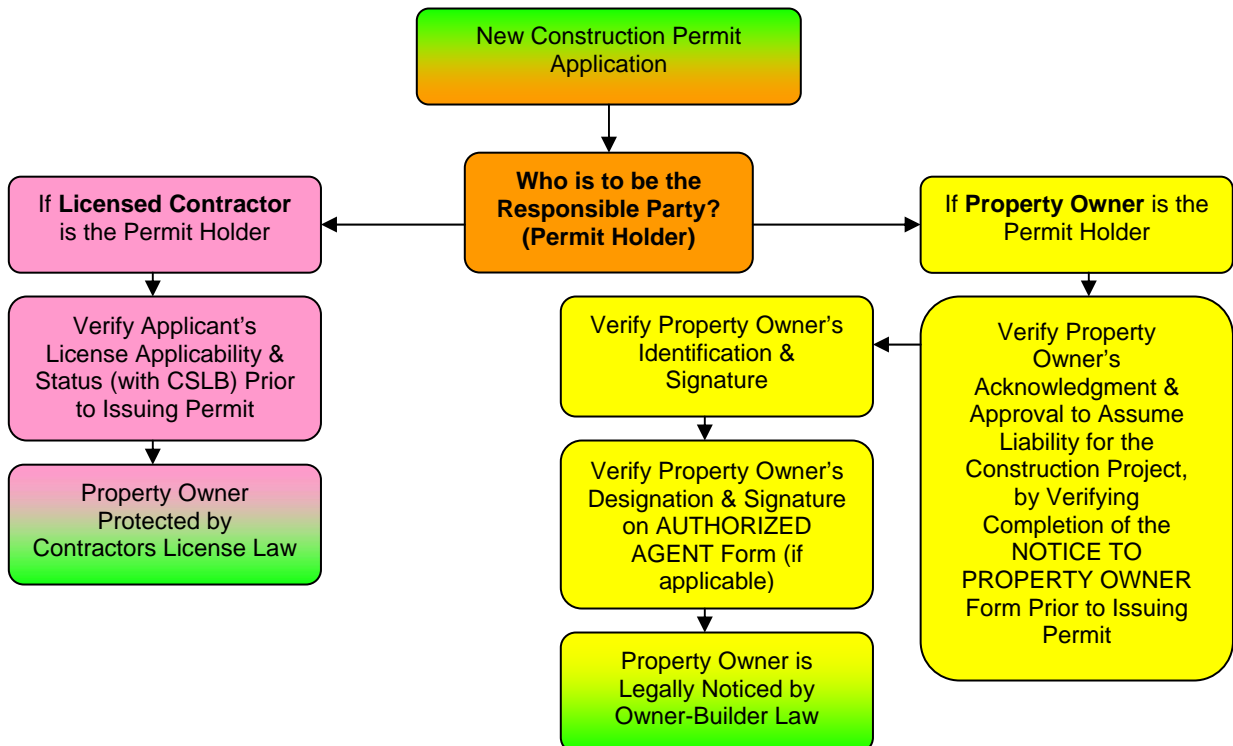 New Construction Permit
Application
Who is to be the
Responsible Party?
(Permit Holder)
If Licensed Contractor
is the Permit Holder
Verify Applicant's
License Applicability &
Status (with CSLB) Prior
to Issuing Permit
Property Owner
Protected by
Contractors License Law
If Property Owner is the
Permit Holder
Verify Property
Owner's
Acknowledgment &
Approval to Assume
Liability for the
Construction Project,
by Verifying
Completion of the
NOTICE TO
PROPERTY OWNER
Form Prior to Issuing
Permit
Verify Property Owner's
Identification &
Signature
Verify Property Owner's
Designation & Signature
on AUTHORIZED
AGENT Form (if
applicable)
Property Owner is
Legally Noticed by
Owner-Builder Law